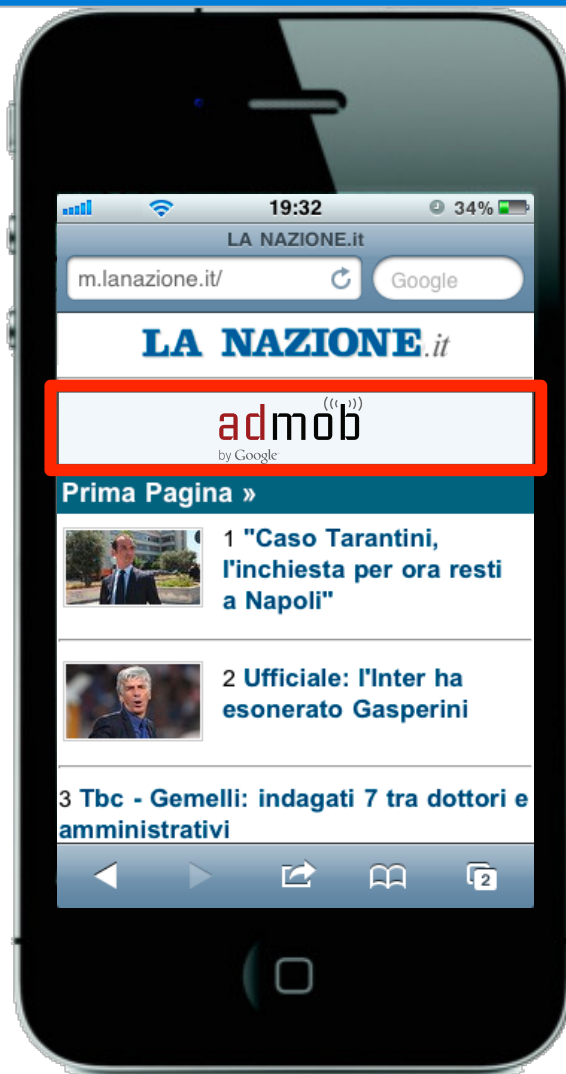 19:32 34%
LA NAZIONE.it
m.lanazione.it/ Google
LA NAZIONE.it
admob
by Google
Prima Pagina »
1 "Caso Tarantini,
l'inchiesta per ora resti
a Napoli"
2 Ufficiale: l'Inter ha
esonerato Gasperini
3 Tbc - Gemelli: indagati 7 tra dottori e
amministrativi
2